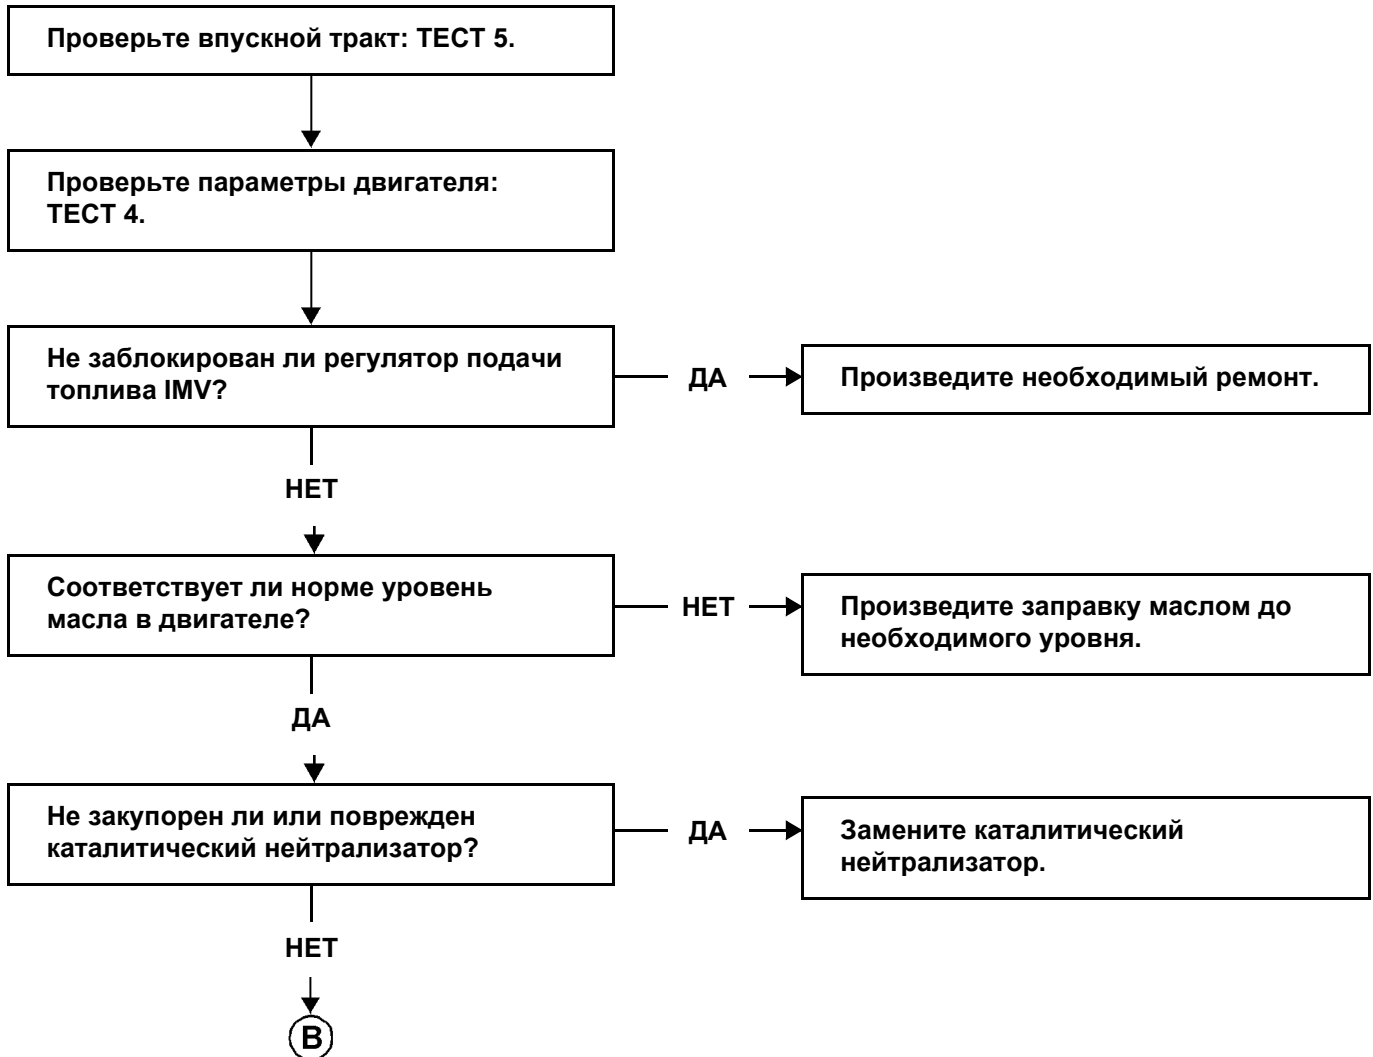 Проверьте впускной тракт: ТЕСТ 5.
Проверьте параметры двигателя:
ТЕСТ 4.
Не заблокирован ли регулятор подачи
топлива IMV?
ДА
Произведите необходимый ремонт.
НЕТ
Соответствует ли норме уровень
масла в двигателе?
НЕТ
Произведите заправку маслом до
необходимого уровня.
ДА
Не закупорен ли или поврежден
каталитический нейтрализатор?
ДА
Замените каталитический
нейтрализатор.
НЕТ
B